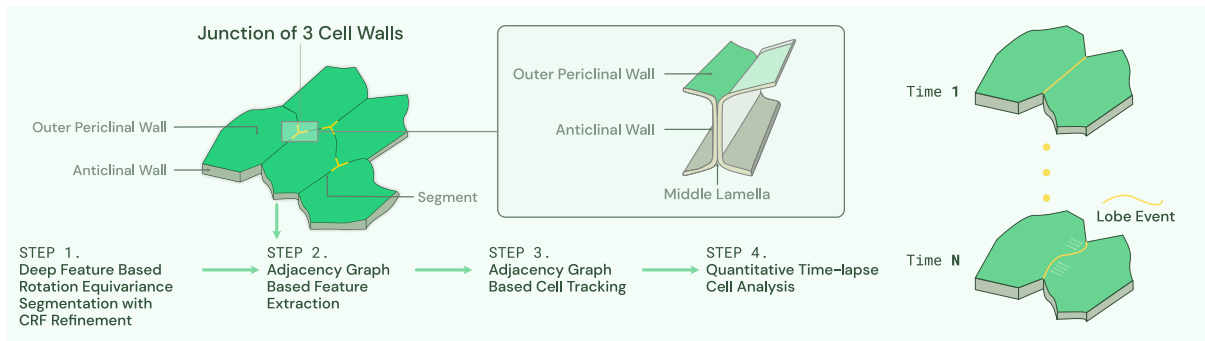 Junction of 3 Cell Walls
Outer Periclinal Wall
Anticlinal Wall
Segment
Outer Periclinal Wall
Anticlinal Wall
Middle Lamella
Time 1
Lobe Event
Time N
STEP 1.
Deep Feature Based
Rotation Equivariance
Segmentation with
CRF Refinement
STEP 2.
Adjacency Graph
Based Feature
Extraction
STEP 3.
Adjacency Graph
Based Cell Tracking
STEP 4.
Quantitative Time-lapse
Cell Analysis